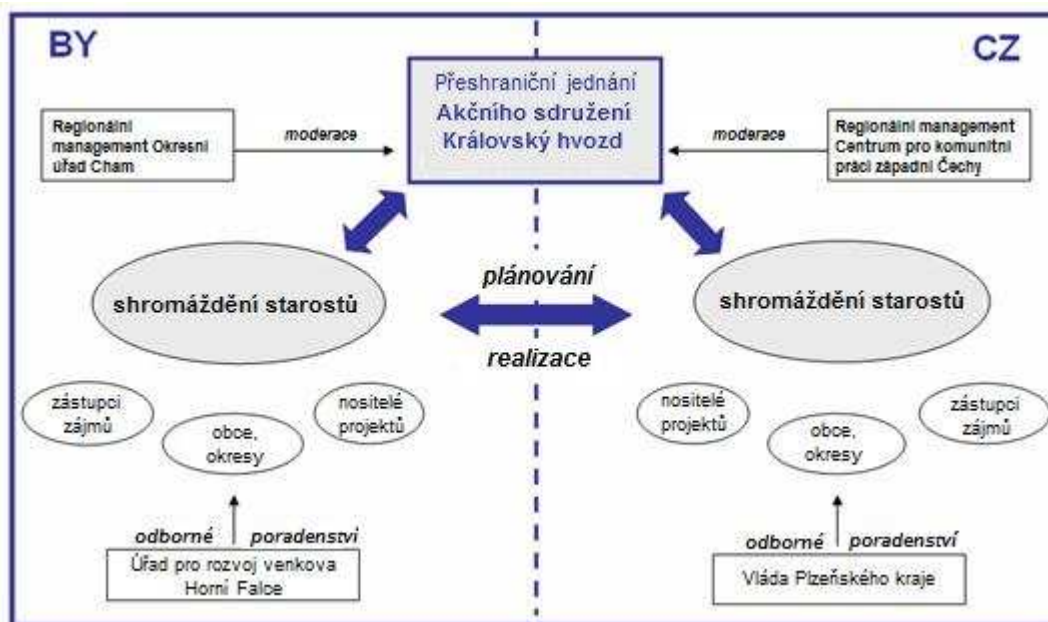 BY
CZ
Přeshraniční jednání
Akčního sdružení
Královský hvozd
Regionální
management Okresní
úřad Cham
moderace
moderace
Regionální management
Centrum pro komunitní
práci západní Čechy
shromáždění starostů
plánování
realizace
shromáždění starostů
zástupci
zájmů
obce,
okresy
nositelé
projektů
nositelé
projektů
obce,
okresy
zástupci
zájmů
odborné poradenství
Úřad pro rozvoj venkova
Horní Falce
odborné poradenství
Vláda Plzeňského kraje